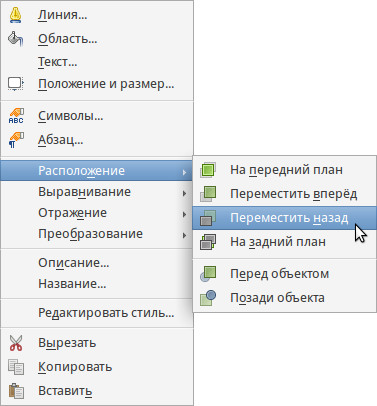 Линия...
Область...
Текст...
Положение и размер...
Символы...
Абзац...
Расположение
Выравнивание
Отражение
Преобразование
Описание...
Название...
Редактировать стиль...
Вырезать
Копировать
Вставить
На передний план
Переместить вперёд
Переместить назад
На задний план
Перед объектом
Позади объекта